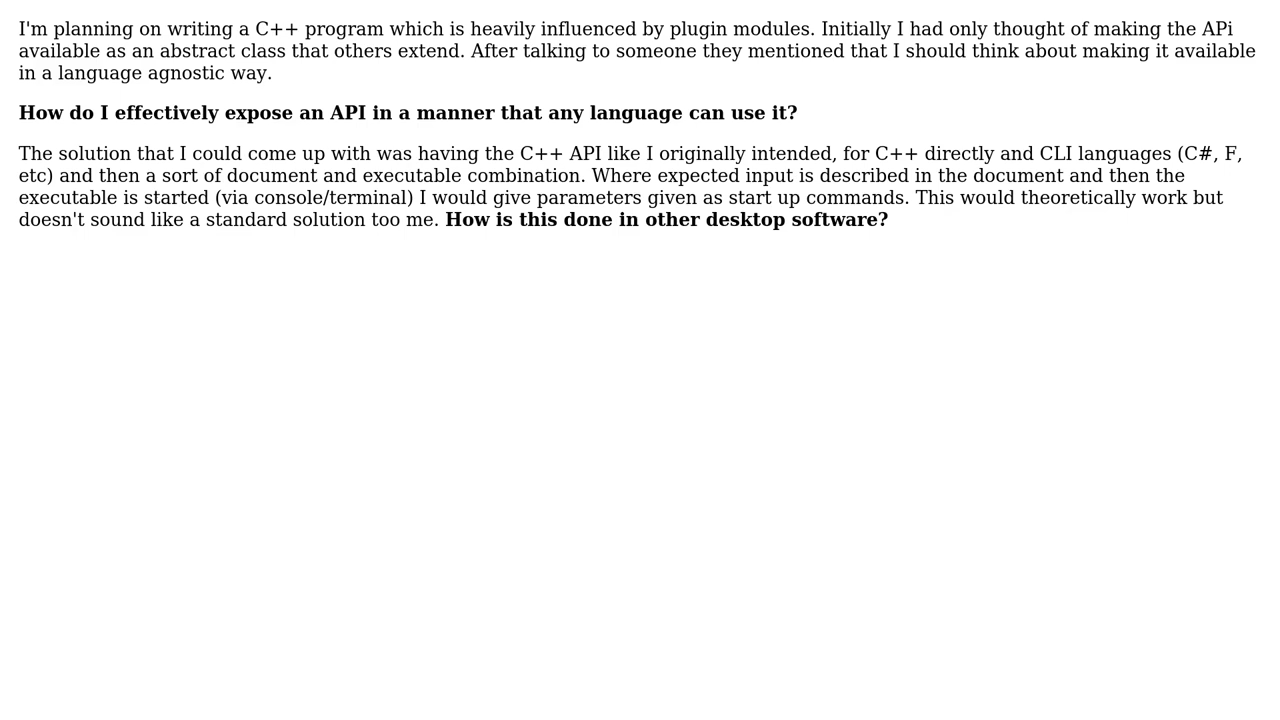 I'm planning on writing a C++ program which is heavily influenced by plugin modules. Initially I had only thought of making the APi
available as an abstract class that others extend. After talking to someone they mentioned that I should think about making it available
in a language agnostic way.
How do I effectively expose an API in a manner that any language can use it?
The solution that I could come up with was having the C++ API like I originally intended, for C++ directly and CLI languages (C#, F,
etc) and then a sort of document and executable combination. Where expected input is described in the document and then the
executable is started (via console/terminal) I would give parameters given as start up commands. This would theoretically work but
doesn't sound like a standard solution too me. How is this done in other desktop software?